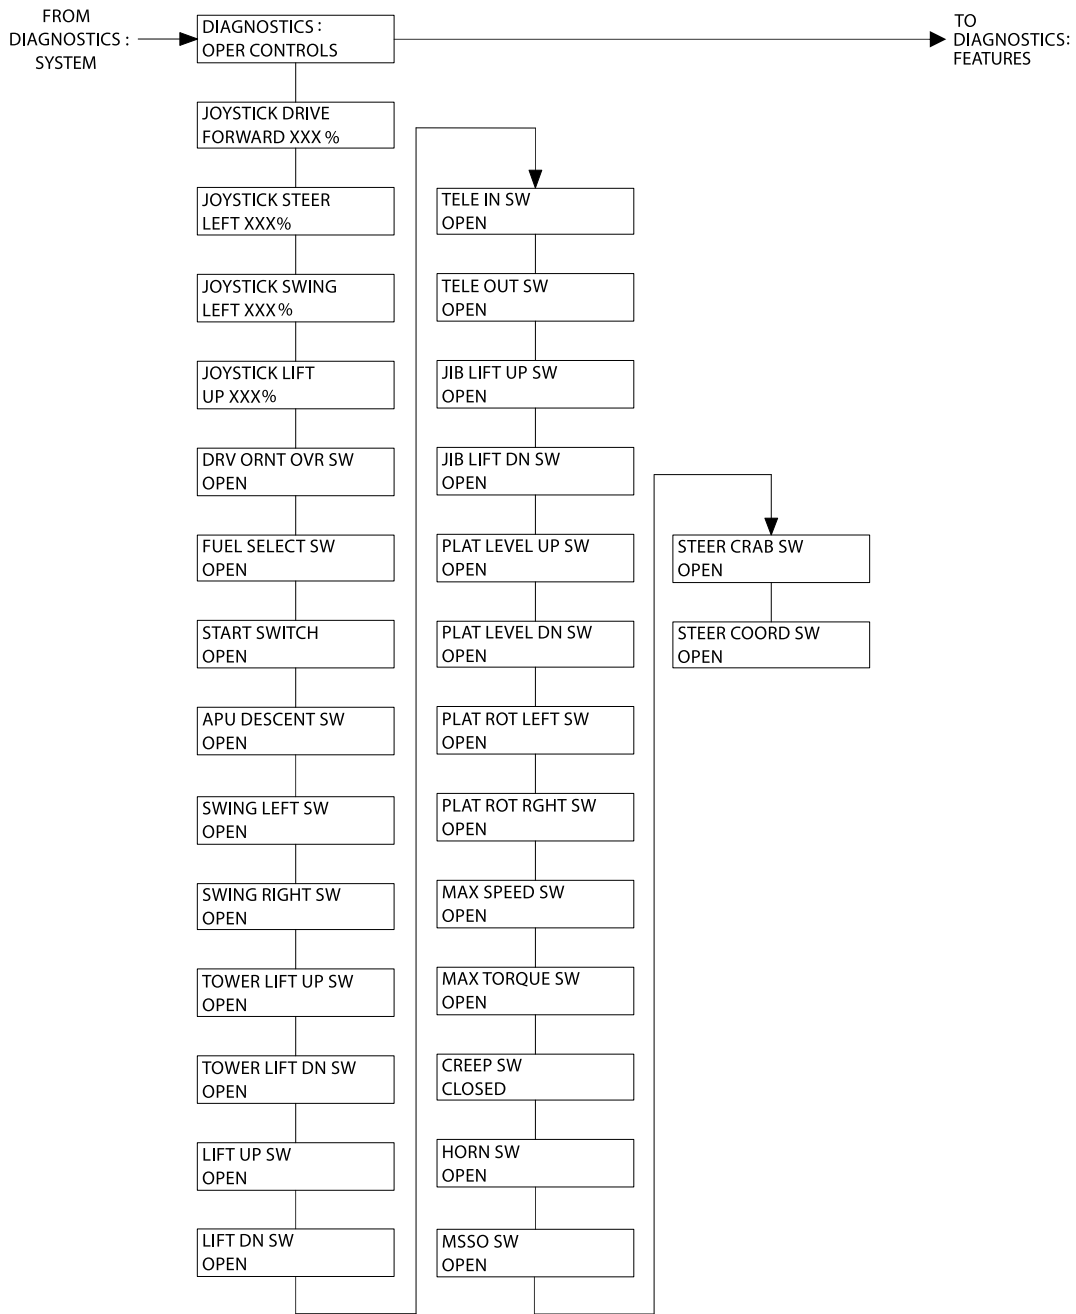 FROM
DIAGNOSTICS :
SYSTEM
DIAGNOSTICS :
OPER CONTROLS
TO
DIAGNOSTICS:
FEATURES
JOYSTICK DRIVE
FORWARD XXX %
JOYSTICK STEER
LEFT XXX%
JOYSTICK SWING
LEFT XXX%
JOYSTICK LIFT
UP XXX%
DRV ORNT OVR SW
OPEN
FUEL SELECT SW
OPEN
START SWITCH
OPEN
APU DESCENT SW
OPEN
SWING LEFT SW
OPEN
SWING RIGHT SW
OPEN
TOWER LIFT UP SW
OPEN
TOWER LIFT DN SW
OPEN
LIFT UP SW
OPEN
LIFT DN SW
OPEN
TELE IN SW
OPEN
TELE OUT SW
OPEN
JIB LIFT UP SW
OPEN
JIB LIFT DN SW
OPEN
PLAT LEVEL UP SW
OPEN
PLAT LEVEL DN SW
OPEN
PLAT ROT LEFT SW
OPEN
PLAT ROT RGHT SW
OPEN
MAX SPEED SW
OPEN
MAX TORQUE SW
OPEN
CREEP SW
CLOSED
HORN SW
OPEN
MSSO SW
OPEN
STEER CRAB SW
OPEN
STEER COORD SW
OPEN